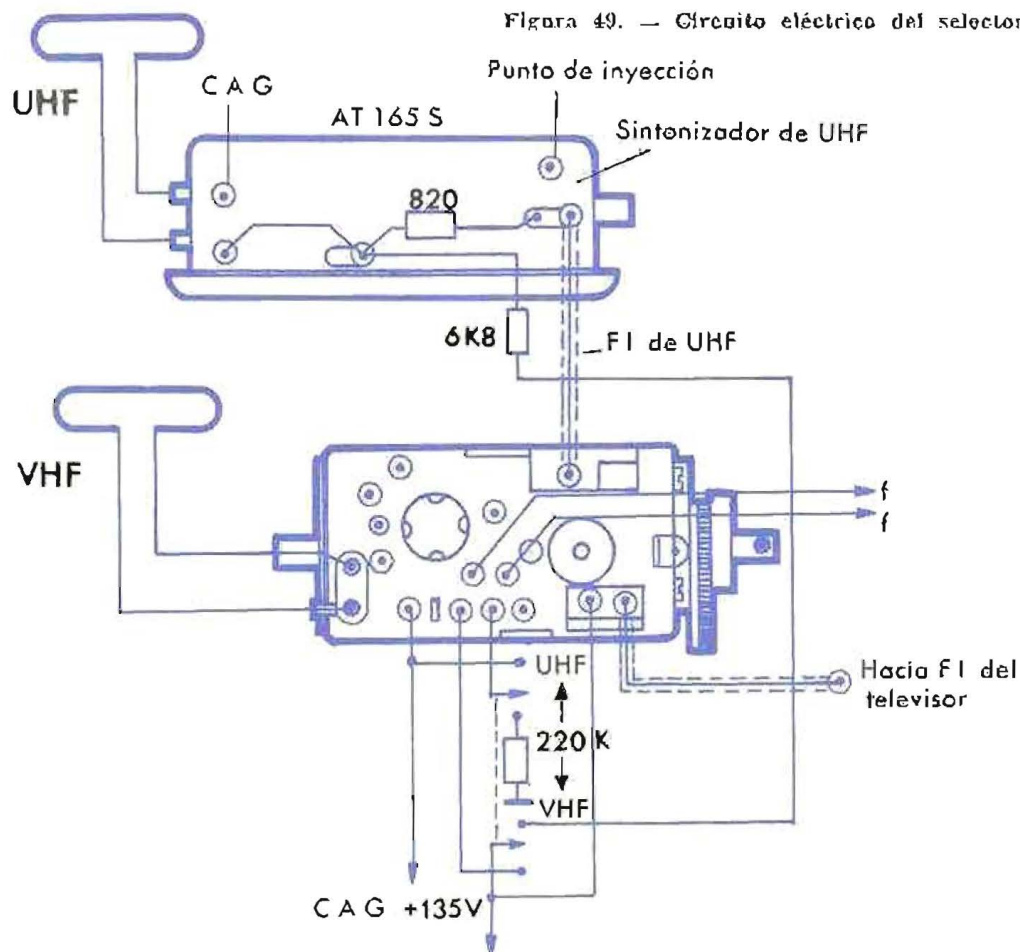 Figura 49. — Circuito eléctrico del selector
Punto de inyección
CAG
UHF
AT 165 S
Sintonizador de UHF
820
6K8
FI de UHF
VHF
f
f
UHF
Hacia FI del
televisor
220 K
VHF
CAG +135V